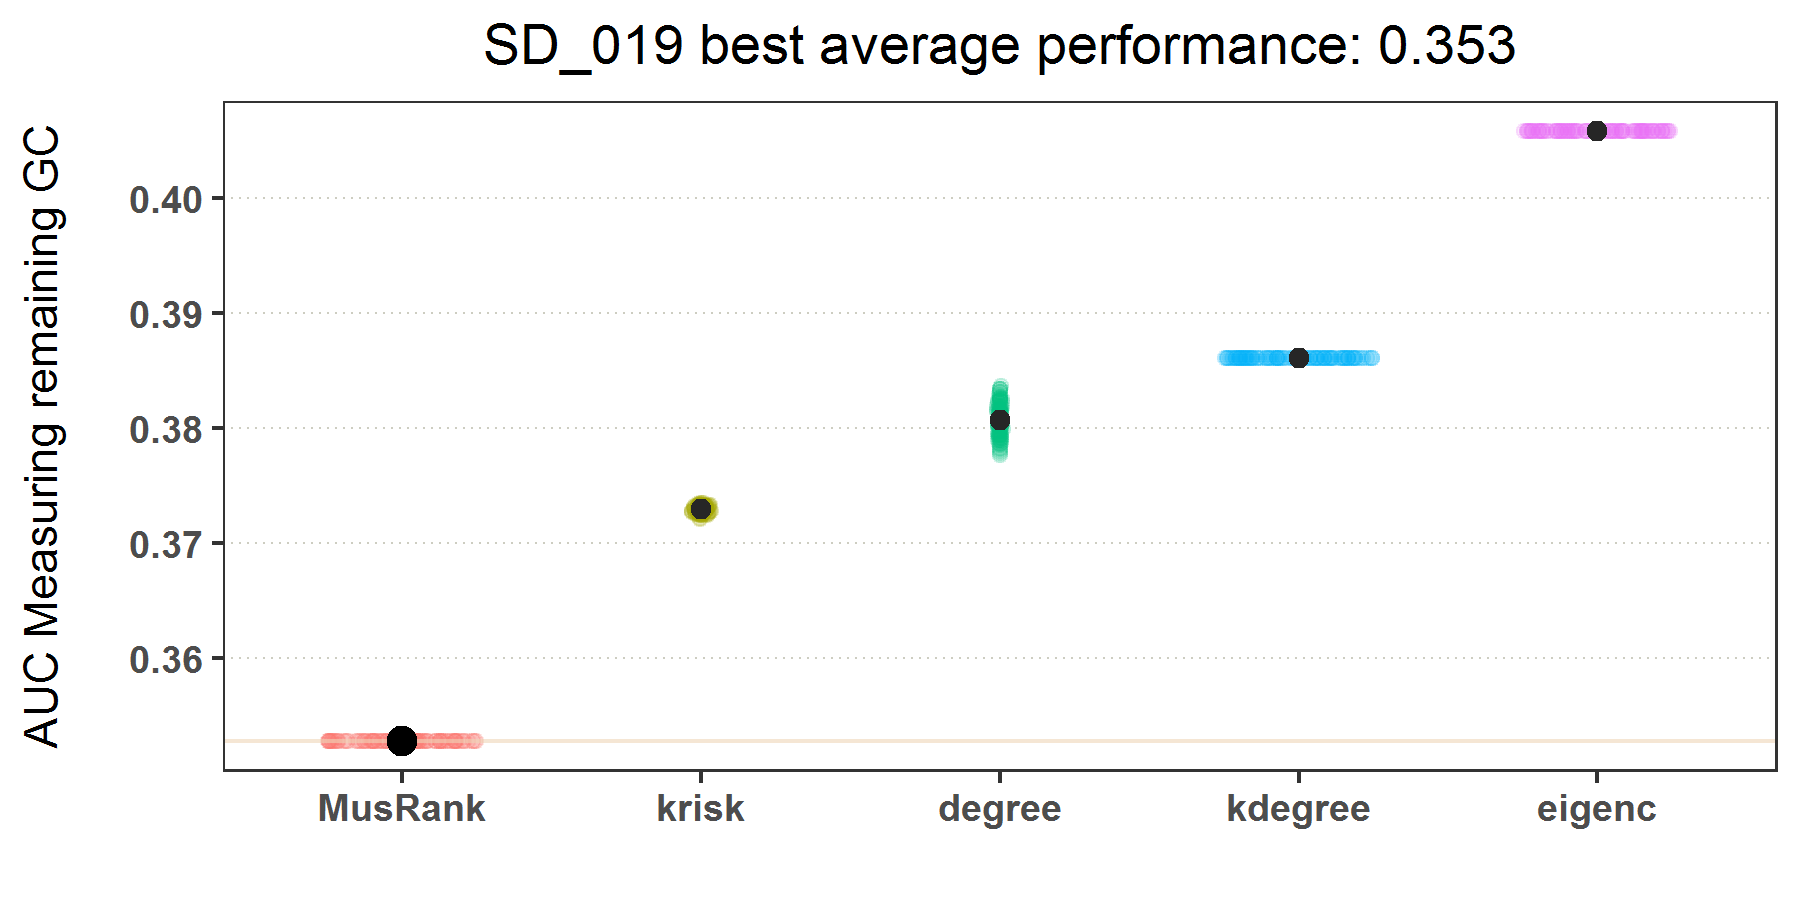 SD_019 best average performance: 0.353
AUC Measuring remaining GC
0.40
0.39
0.38
0.37
0.36
MusRank
krisk
degree
kdegree
eigenc